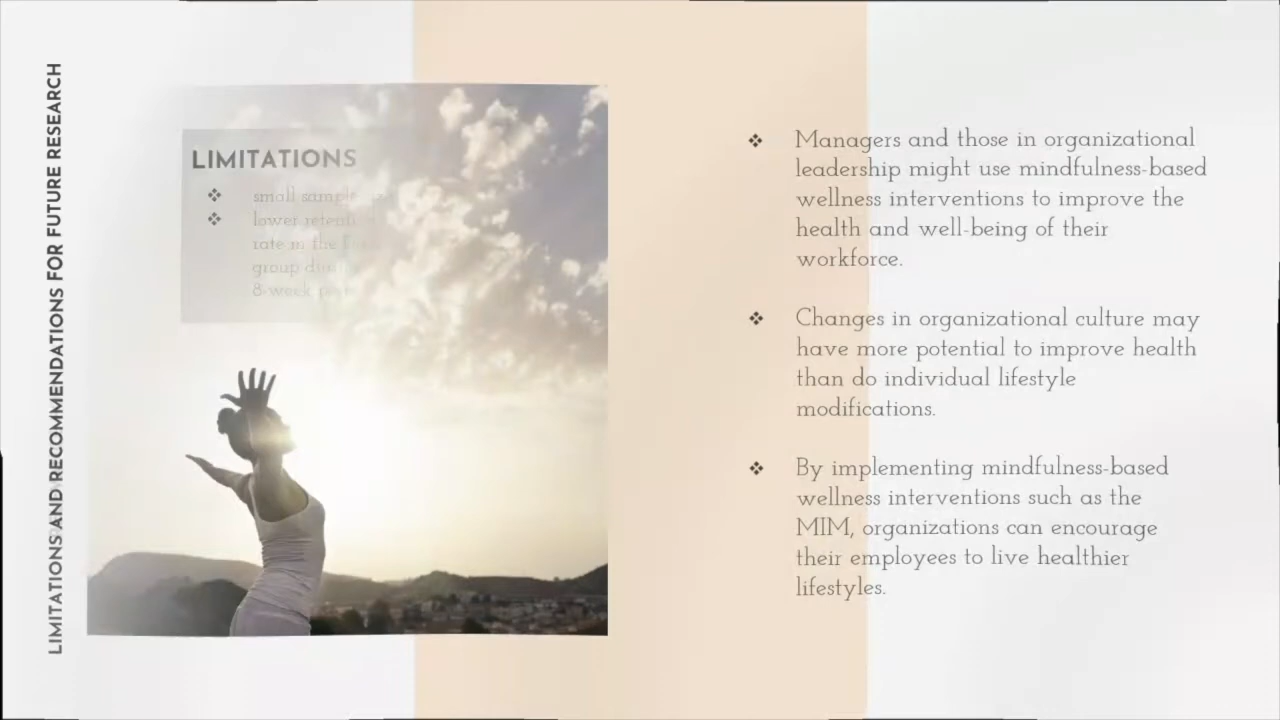 LIMITATIONS AND RECOMMENDATIONS FOR FUTURE RESEARCH
LIMITATIONS
❖ small sample
❖ lower
rate in the
group
8-week
❖ Managers and those in organizational
leadership might use mindfulness-based
wellness interventions to improve the
health and well-being of their
workforce.
❖ Changes in organizational culture may
have more potential to improve health
than do individual lifestyle
modifications.
❖ By implementing mindfulness-based
wellness interventions such as the
MIM, organizations can encourage
their employees to live healthier
lifestyles.